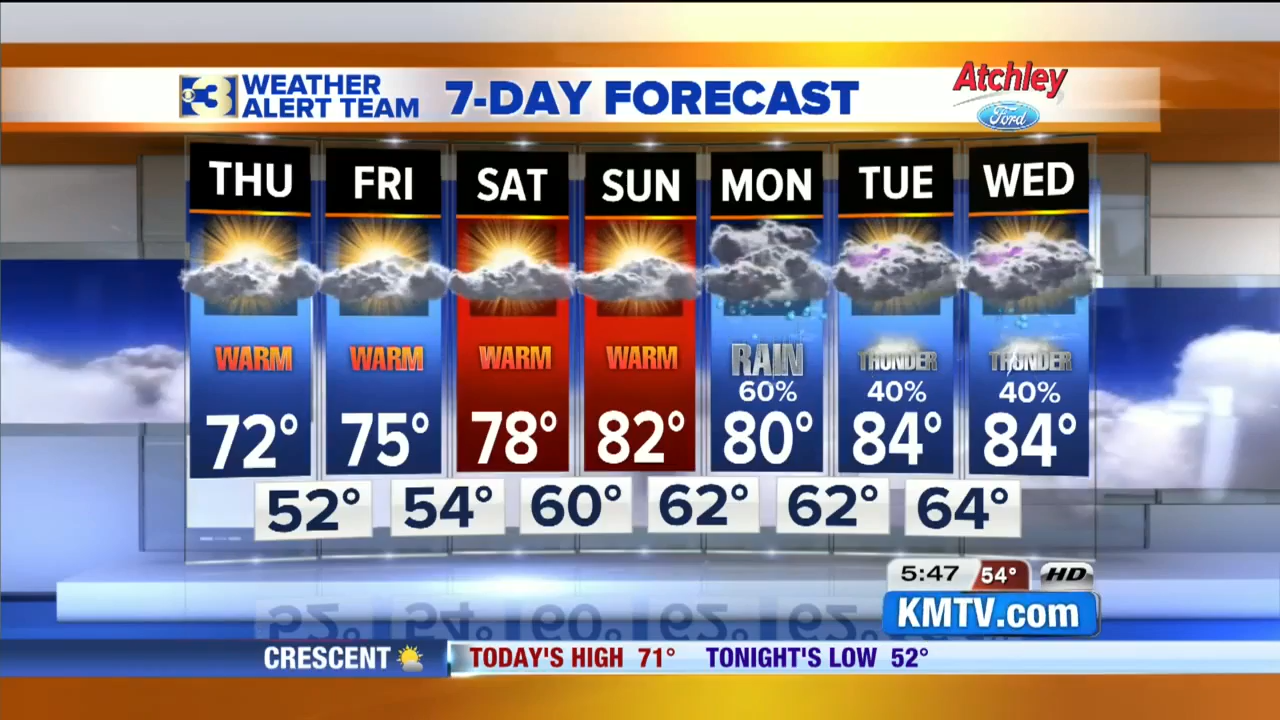 3 WEATHER ALERT TEAM
7-DAY FORECAST
Atchley
Ford
THU FRI SAT SUN MON TUE WED
WARM WARM WARM WARM RAIN THUNDER THUNDER
60% 40% 40%
72° 75° 78° 82° 80° 84° 84°
52° 54° 60° 62° 62° 64°
5:47 54° HD
KMTV.com
CRESCENT TODAY'S HIGH 71° TONIGHT'S LOW 52°